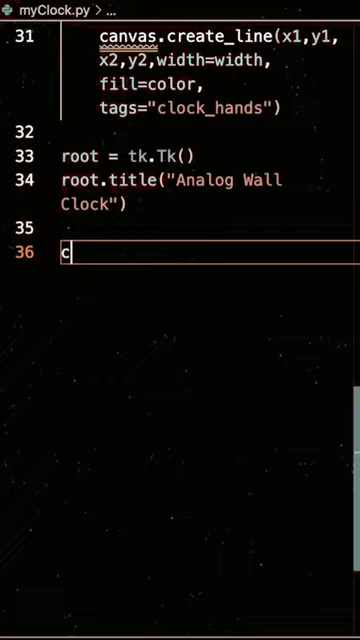 myClock.py > ...
31 canvas.create_line(x1,y1,
x2,y2,width=width,
fill=color,
tags="clock_hands")
32
33 root = tk.Tk()
34 root.title("Analog Wall
Clock")
35
36 c